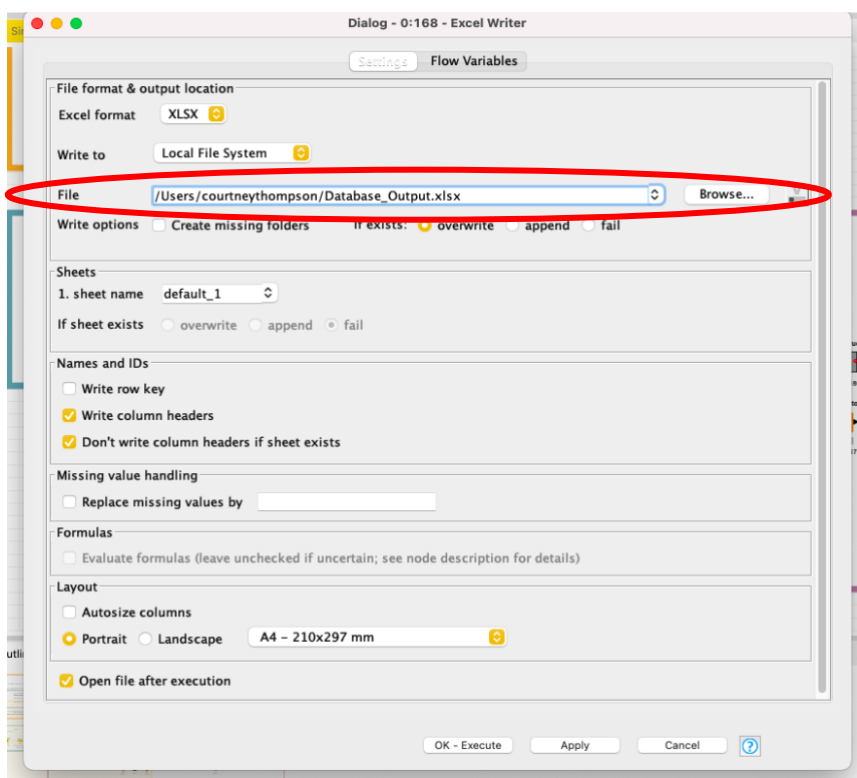 Dialog - 0:168 - Excel Writer
Settings Flow Variables
File format & output location
Excel format XLSX
Write to Local File System
File /Users/courtneythompson/Database_Output.xlsx Browse...
Write options Create missing folders If exists: overwrite append fail
Sheets
1. sheet name default_1
If sheet exists overwrite append fail
Names and IDs
Write row key
Write column headers
Don't write column headers if sheet exists
Missing value handling
Replace missing values by
Formulas
Evaluate formulas (leave unchecked if uncertain; see node description for details)
Layout
Autosize columns
Portrait Landscape A4 - 210x297 mm
Open file after execution
OK - Execute Apply Cancel ?